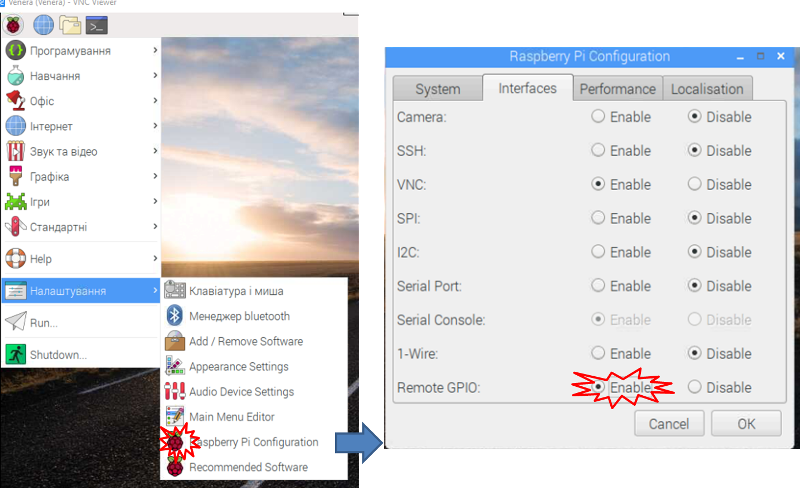 Venera (Venera) - VNC Viewer
Програмування
Навчання
Офіс
Інтернет
Звук та відео
Графіка
Ігри
Стандартні
Help
Налаштування
Run...
Shutdown...
Клавіатура і миша
Менеджер bluetooth
Add / Remove Software
Appearance Settings
Audio Device Settings
Main Menu Editor
Raspberry Pi Configuration
Recommended Software
Raspberry Pi Configuration
System Interfaces Performance Localisation
Camera: Enable Disable
SSH: Enable Disable
VNC: Enable Disable
SPI: Enable Disable
I2C: Enable Disable
Serial Port: Enable Disable
Serial Console: Enable Disable
1-Wire: Enable Disable
Remote GPIO: Enable Disable
Cancel OK